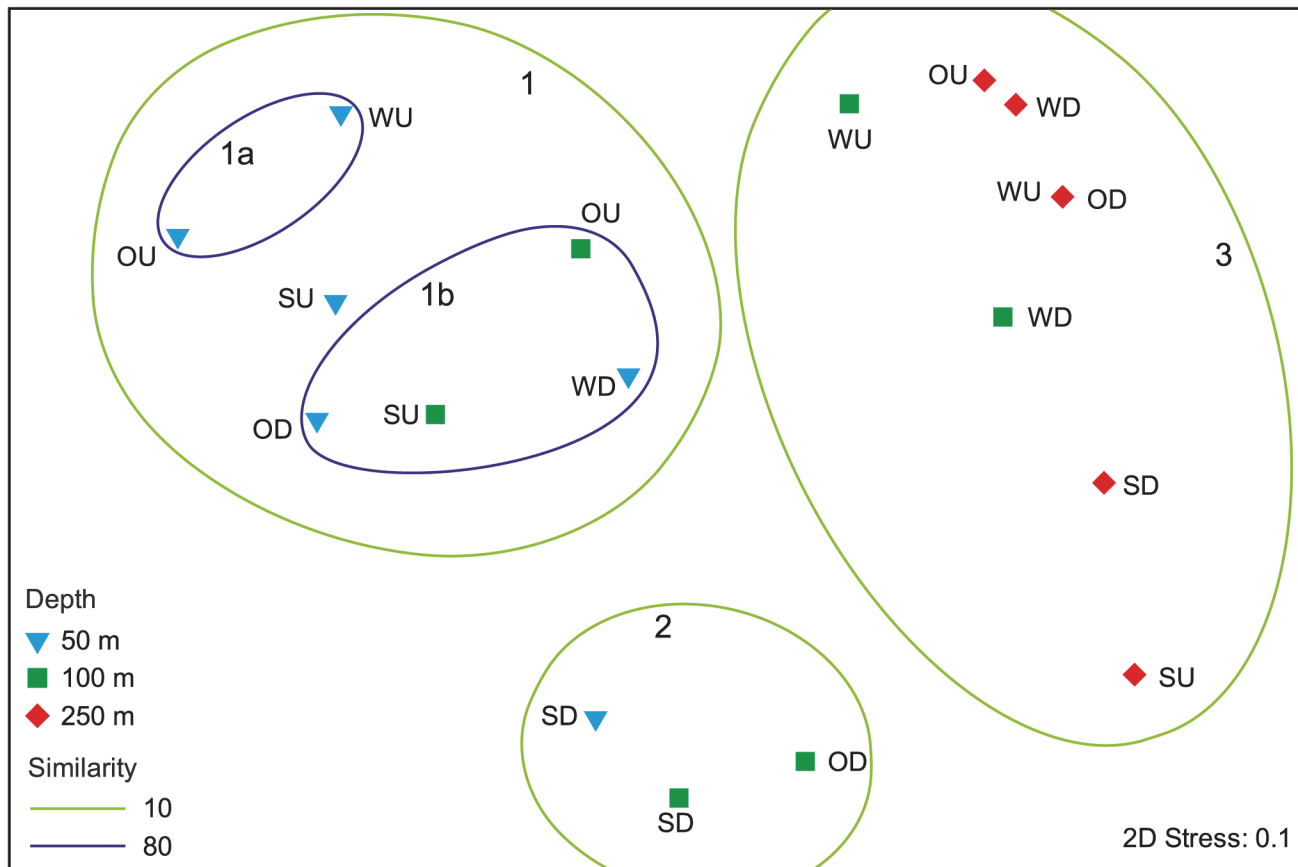 1
WU
1a
OU
OU
SU
1b
WD
SU
OD
OU
WD
WU
WU
OD
3
WD
SD
SU
2
SD
OD
SD
Depth
50 m
100 m
250 m
Similarity
10
80
2D Stress: 0.1